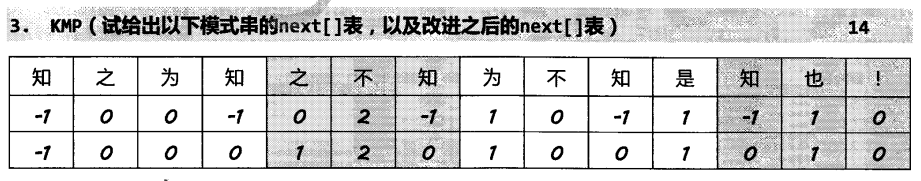 3. KMP（试给出以下模式串的next[]表，以及改进之后的next[]表） 14
知 之 为 知 之 不 知 为 不 知 是 知 也 ！
-1 0 0 -1 0 2 -1 1 0 -1 1 -1 1 0
-1 0 0 0 1 2 0 1 0 0 1 0 1 0